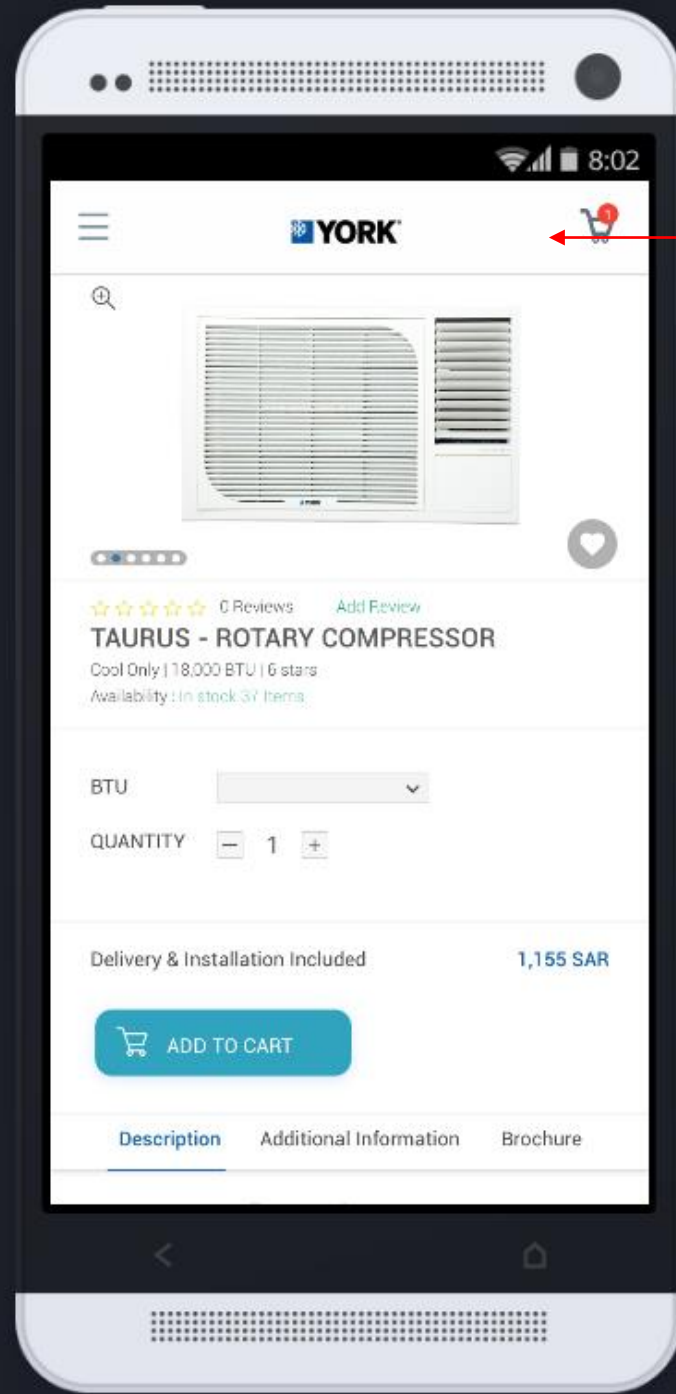 8:02
YORK
1
YORK
0 Reviews Add Review
TAURUS - ROTARY COMPRESSOR
Cool Only | 18,000 BTU | 6 stars
Availability : In stock 37 Items
BTU
QUANTITY 1
Delivery & Installation Included 1,155 SAR
ADD TO CART
Description Additional Information Brochure